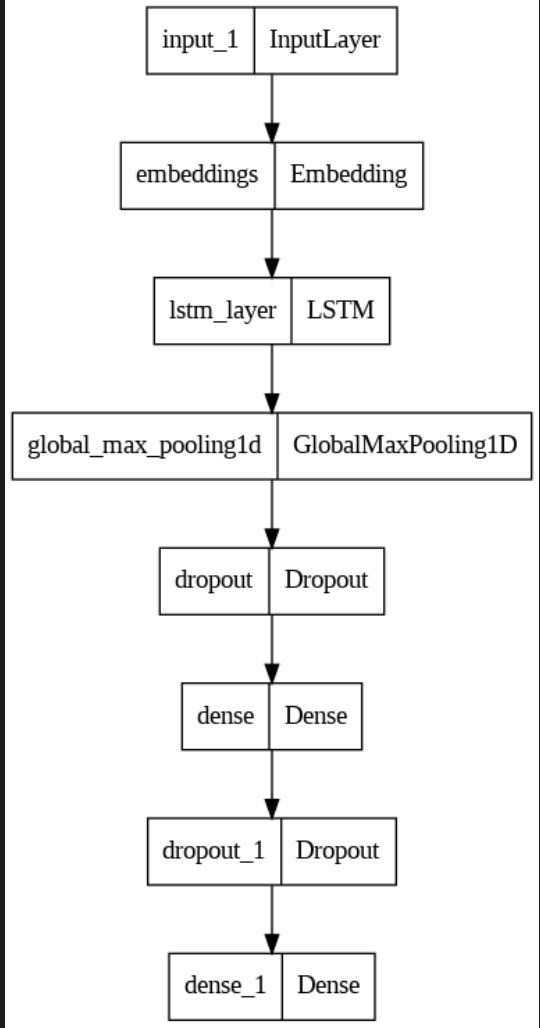 input_1 InputLayer
embeddings Embedding
lstm_layer LSTM
global_max_pooling1d GlobalMaxPooling1D
dropout Dropout
dense Dense
dropout_1 Dropout
dense_1 Dense